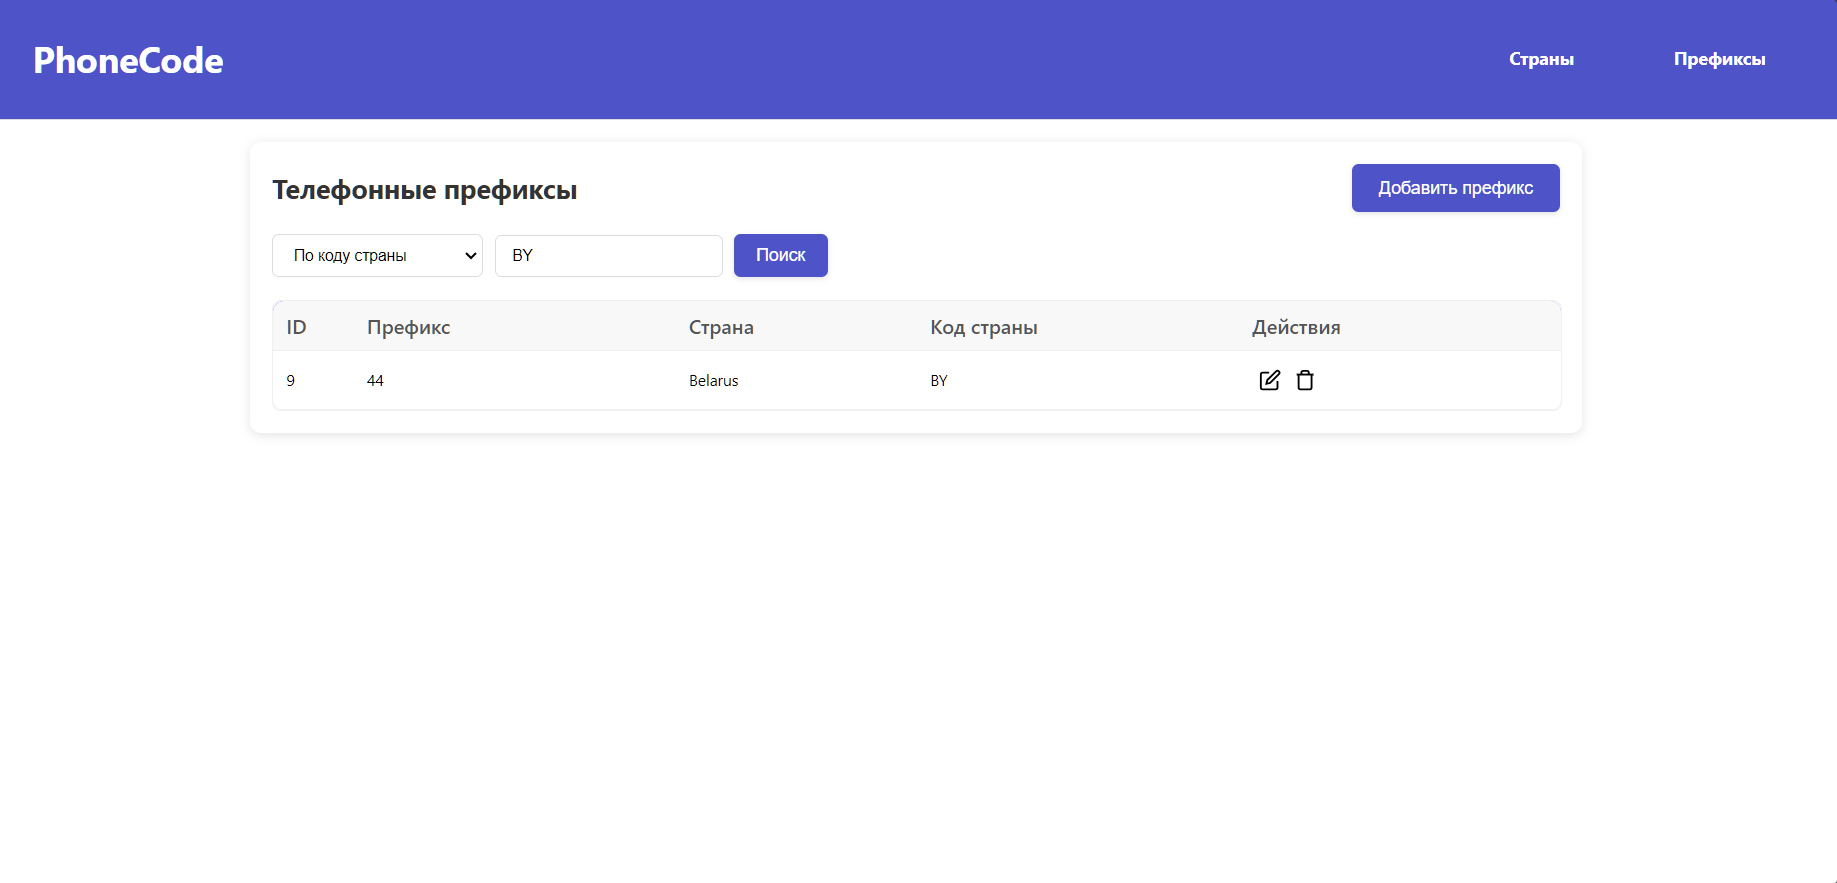 PhoneCode
Страны
Префиксы
Телефонные префиксы
Добавить префикс
По коду страны
BY
Поиск
ID Префикс Страна Код страны Действия
9 44 Belarus BY